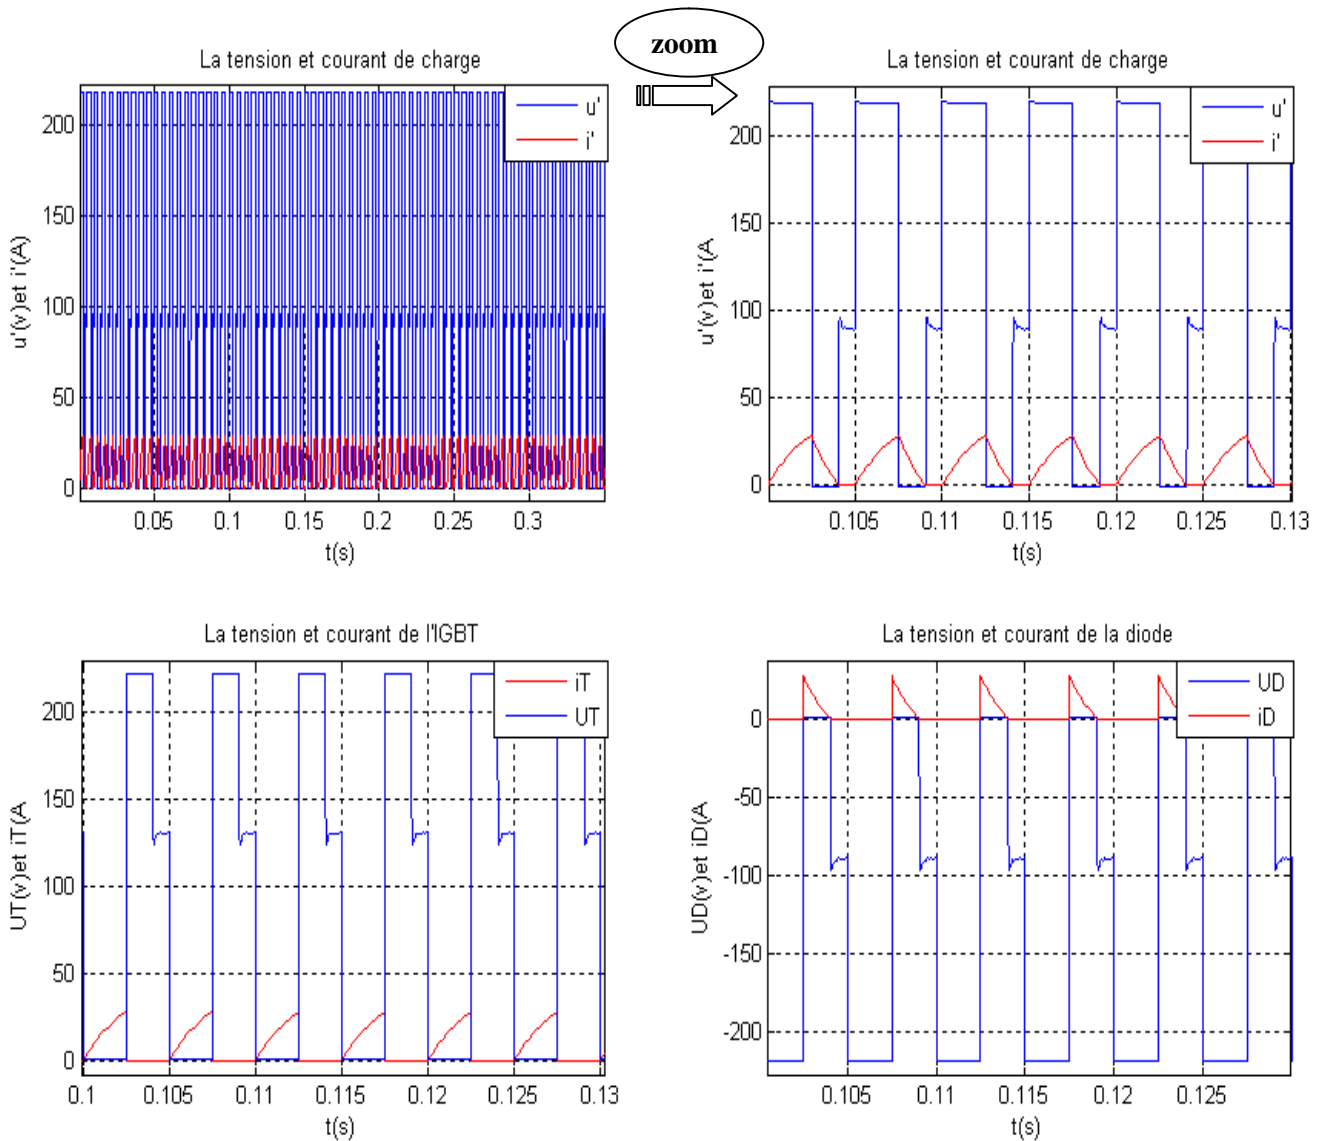 zoom
La tension et courant de charge
u'
i'
200
150
100
50
0
u'(v)et i'(A)
0.05 0.1 0.15 0.2 0.25 0.3
t(s)
La tension et courant de charge
u'
i'
200
150
100
50
0
u'(v)et i'(A
0.105 0.11 0.115 0.12 0.125 0.13
t(s)
La tension et courant de l'IGBT
iT
UT
200
150
100
50
0
UT(v)et iT(A
0.1 0.105 0.11 0.115 0.12 0.125 0.13
t(s)
La tension et courant de la diode
UD
iD
0
-50
-100
-150
-200
UD(v)et iD(A
0.105 0.11 0.115 0.12 0.125
t(s)